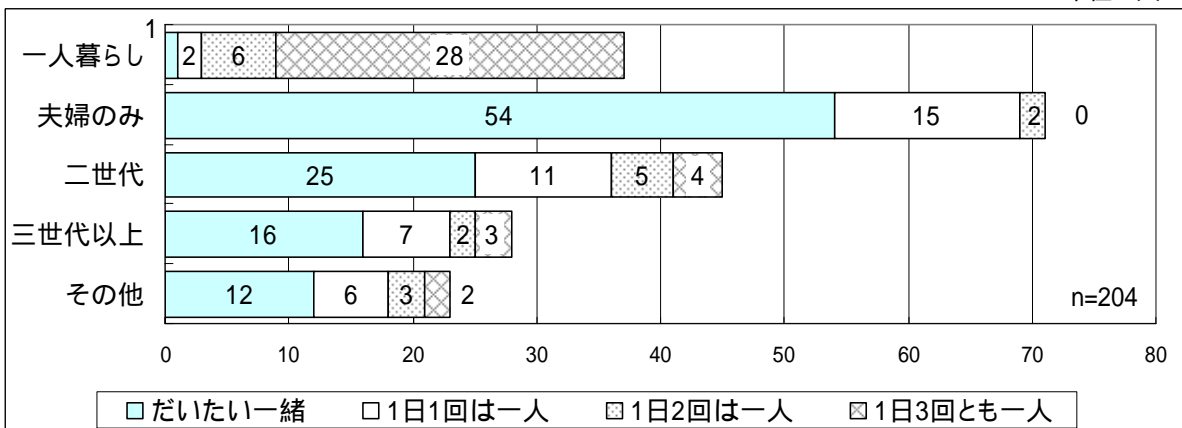 1
一人暮らし 2 6 28
夫婦のみ 54 15 2 0
二世代 25 11 5 4
三世代以上 16 7 2 3
その他 12 6 3 2
n=204
0 10 20 30 40 50 60 70 80
だいたい一緒 1日1回は一人 1日2回は一人 1日3回とも一人